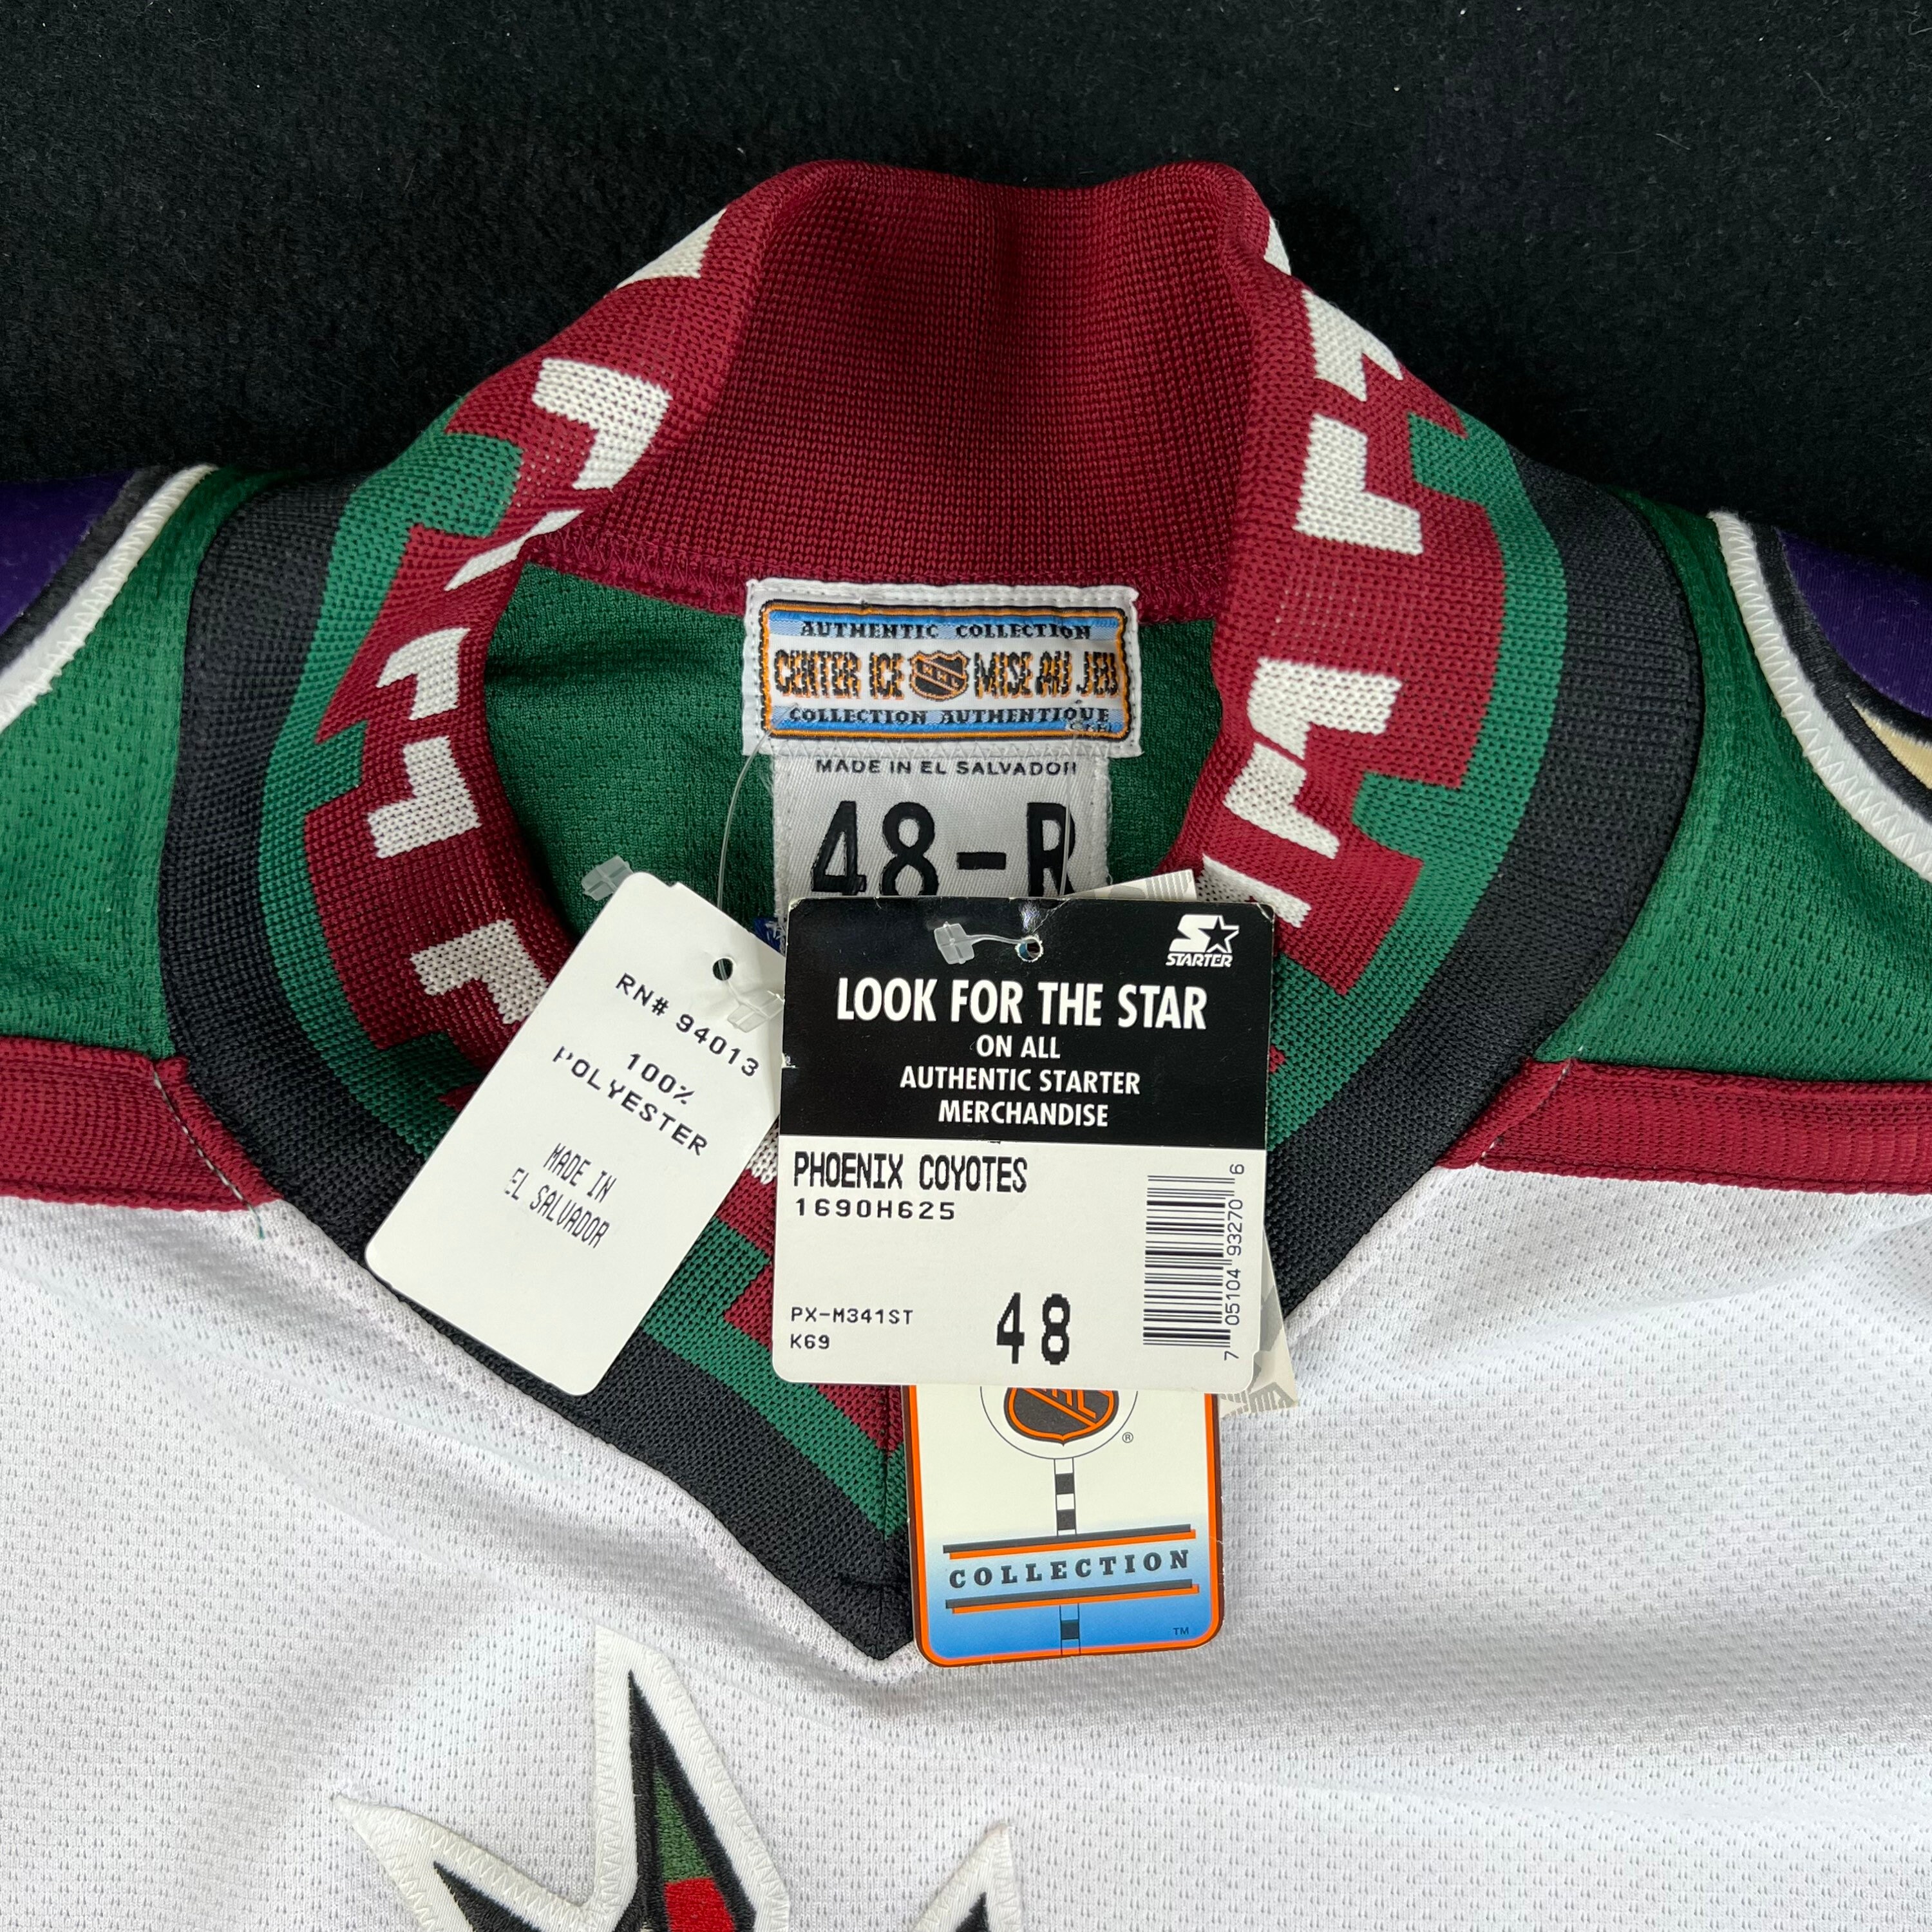 AUTHENTIC COLLECTION
CENTER ICE NHL MISE AU JEU
COLLECTION AUTHENTIQUE
MADE IN EL SALVADOR
48-R
RN# 94013
100%
POLYESTER
MADE IN
EL SALVADOR
STARTER
LOOK FOR THE STAR
ON ALL
AUTHENTIC STARTER
MERCHANDISE
PHOENIX COYOTES
1690H625
PX-M341ST
K69
48
7 05104 93270 6
®
COLLECTION
TM